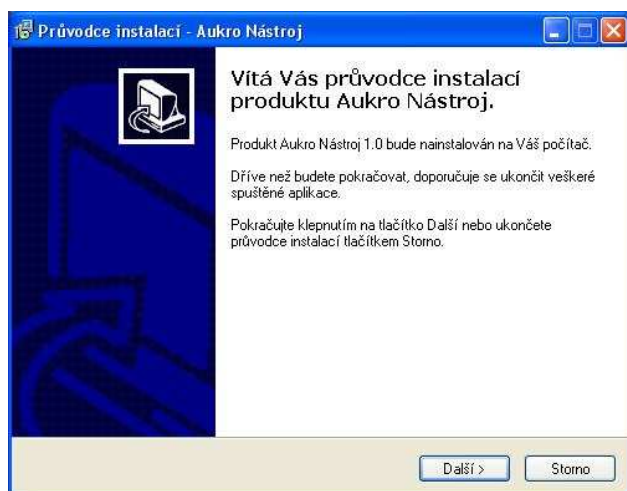 Průvodce instalací - Aukro Nástroj
Vítá Vás průvodce instalací
produktu Aukro Nástroj.
Produkt Aukro Nástroj 1.0 bude nainstalován na Váš počítač.
Dříve než budete pokračovat, doporučuje se ukončit veškeré
spuštěné aplikace.
Pokračujte klepnutím na tlačítko Další nebo ukončete
průvodce instalací tlačítkem Storno.
Další > Storno